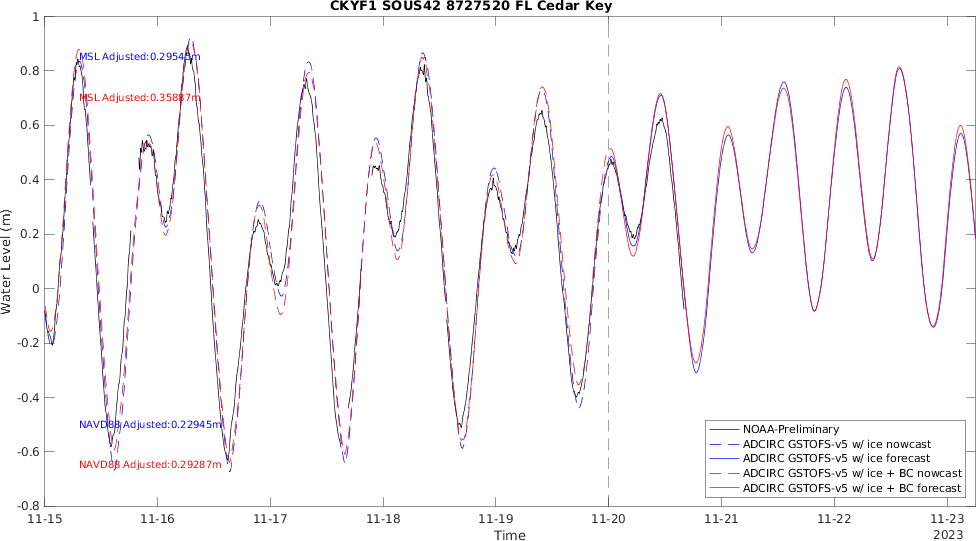 CKYF1 SOUS42 8727520 FL Cedar Key
1
0.8
0.6
0.4
0.2
0
-0.2
-0.4
-0.6
-0.8
Water Level (m)
MSL Adjusted:0.29545m
MSL Adjusted:0.35887m
NAVD88 Adjusted:0.22945m
NAVD88 Adjusted:0.29287m
NOAA-Preliminary
ADCIRC GSTOFS-v5 w/ ice nowcast
ADCIRC GSTOFS-v5 w/ ice forecast
ADCIRC GSTOFS-v5 w/ ice + BC nowcast
ADCIRC GSTOFS-v5 w/ ice + BC forecast
11-15 11-16 11-17 11-18 11-19 11-20 11-21 11-22 11-23
Time
2023